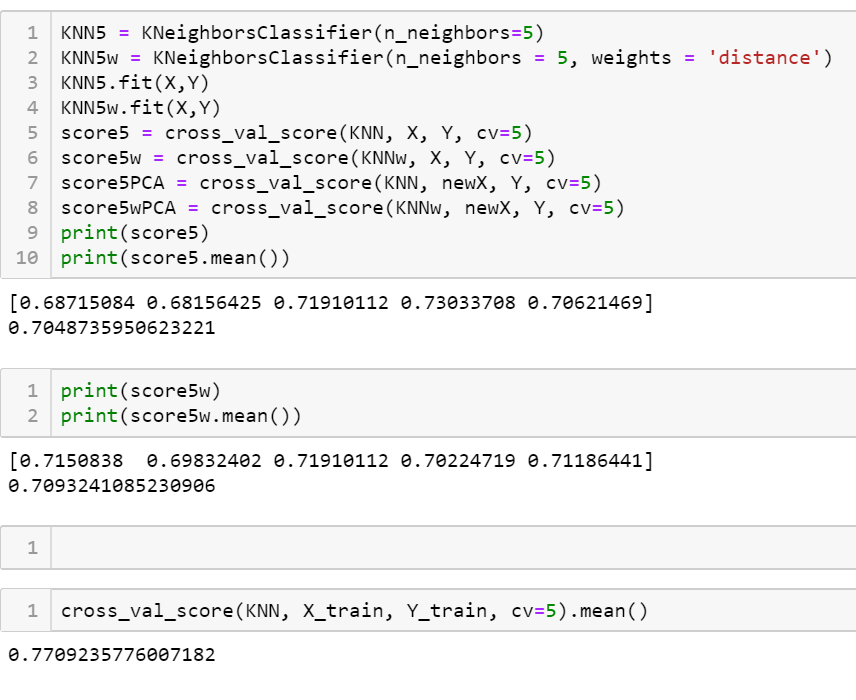 1 KNN5 = KNeighborsClassifier(n_neighbors=5)
2 KNN5w = KNeighborsClassifier(n_neighbors = 5, weights = 'distance')
3 KNN5.fit(X,Y)
4 KNN5w.fit(X,Y)
5 score5 = cross_val_score(KNN, X, Y, cv=5)
6 score5w = cross_val_score(KNNw, X, Y, cv=5)
7 score5PCA = cross_val_score(KNN, newX, Y, cv=5)
8 score5wPCA = cross_val_score(KNNw, newX, Y, cv=5)
9 print(score5)
10 print(score5.mean())
[0.68715084 0.68156425 0.71910112 0.73033708 0.70621469]
0.7048735950623221
1 print(score5w)
2 print(score5w.mean())
[0.7150838  0.69832402 0.71910112 0.70224719 0.71186441]
0.7093241085230906
1
1 cross_val_score(KNN, X_train, Y_train, cv=5).mean()
0.7709235776007182